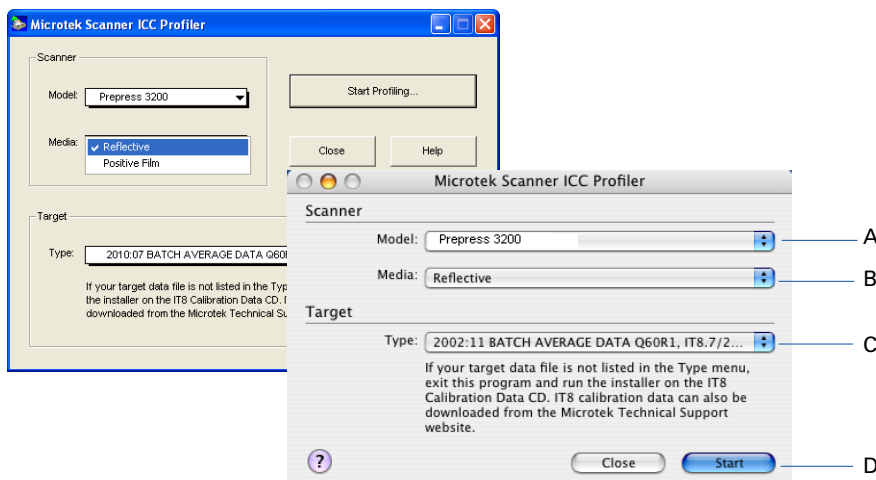 Microtek Scanner ICC Profiler
Scanner
Model: Prepress 3200
Start Profiling...
Media: Reflective
Positive Film
Close
Help
Target
Type: 2010:07 BATCH AVERAGE DATA
If your target data file is not listed in the
the installer on the IT8 Calibration Data CD.
downloaded from the Microtek Technical
Microtek Scanner ICC Profiler
Scanner
Model: Prepress 3200
A
Media: Reflective
B
Target
Type: 2002:11 BATCH AVERAGE DATA Q60R1, IT8.7/2...
C
If your target data file is not listed in the Type menu,
exit this program and run the installer on the IT8
Calibration Data CD. IT8 calibration data can also be
downloaded from the Microtek Technical Support
website.
?
Close
Start
D